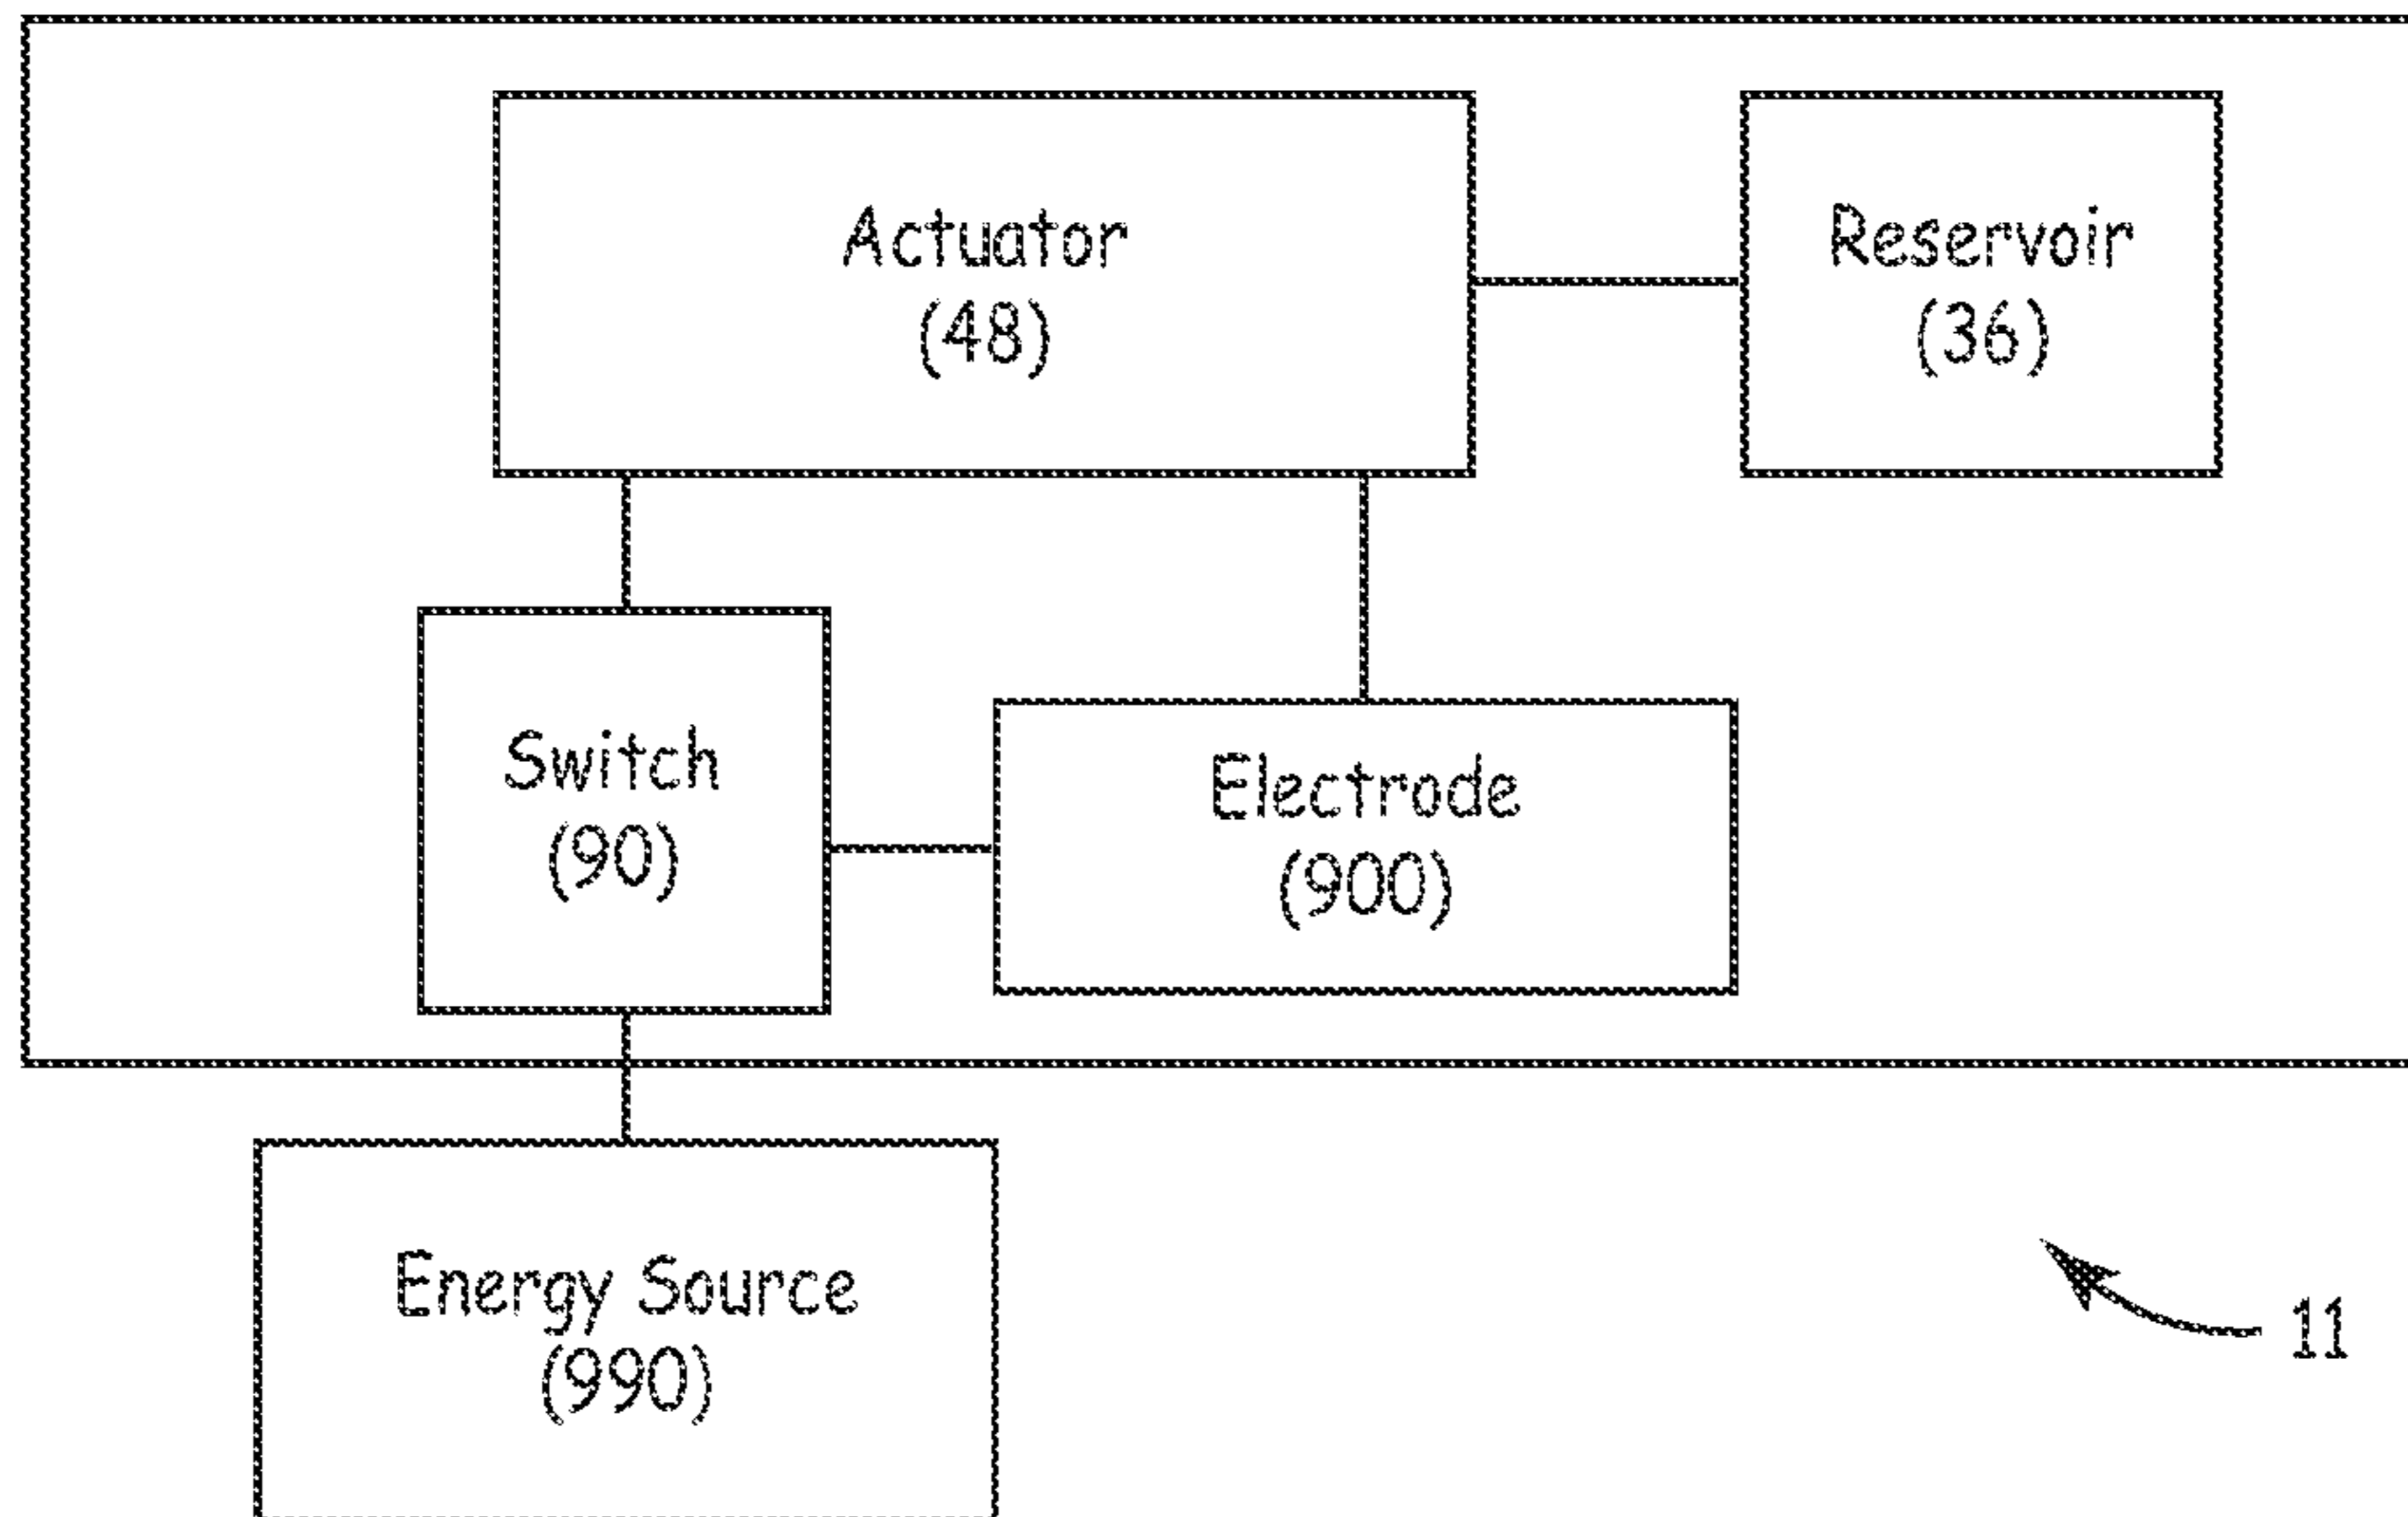 Actuator
(48)
Reservoir
(36)
Switch
(90)
Electrode
(900)
Energy Source
(990)
11